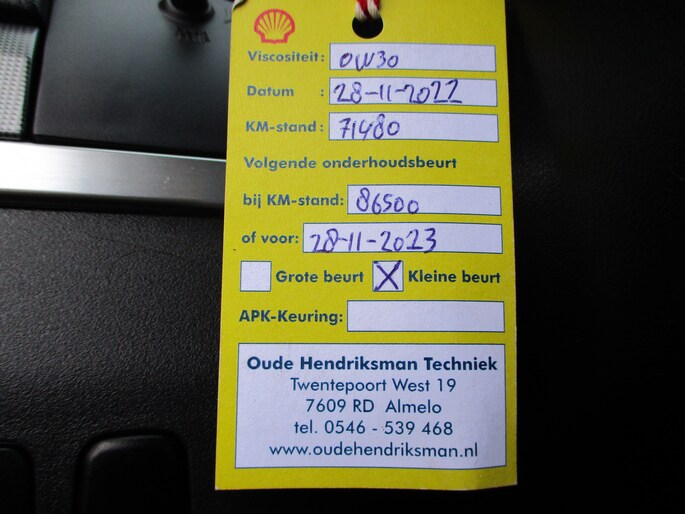 Viscositeit: 0W30
Datum : 28-11-2022
KM-stand: 71480
Volgende onderhoudsbeurt
bij KM-stand: 86500
of voor: 28-11-2023
Grote beurt X Kleine beurt
APK-Keuring:
Oude Hendriksman Techniek
Twentepoort West 19
7609 RD Almelo
tel. 0546 - 539 468
www.oudehendriksman.nl